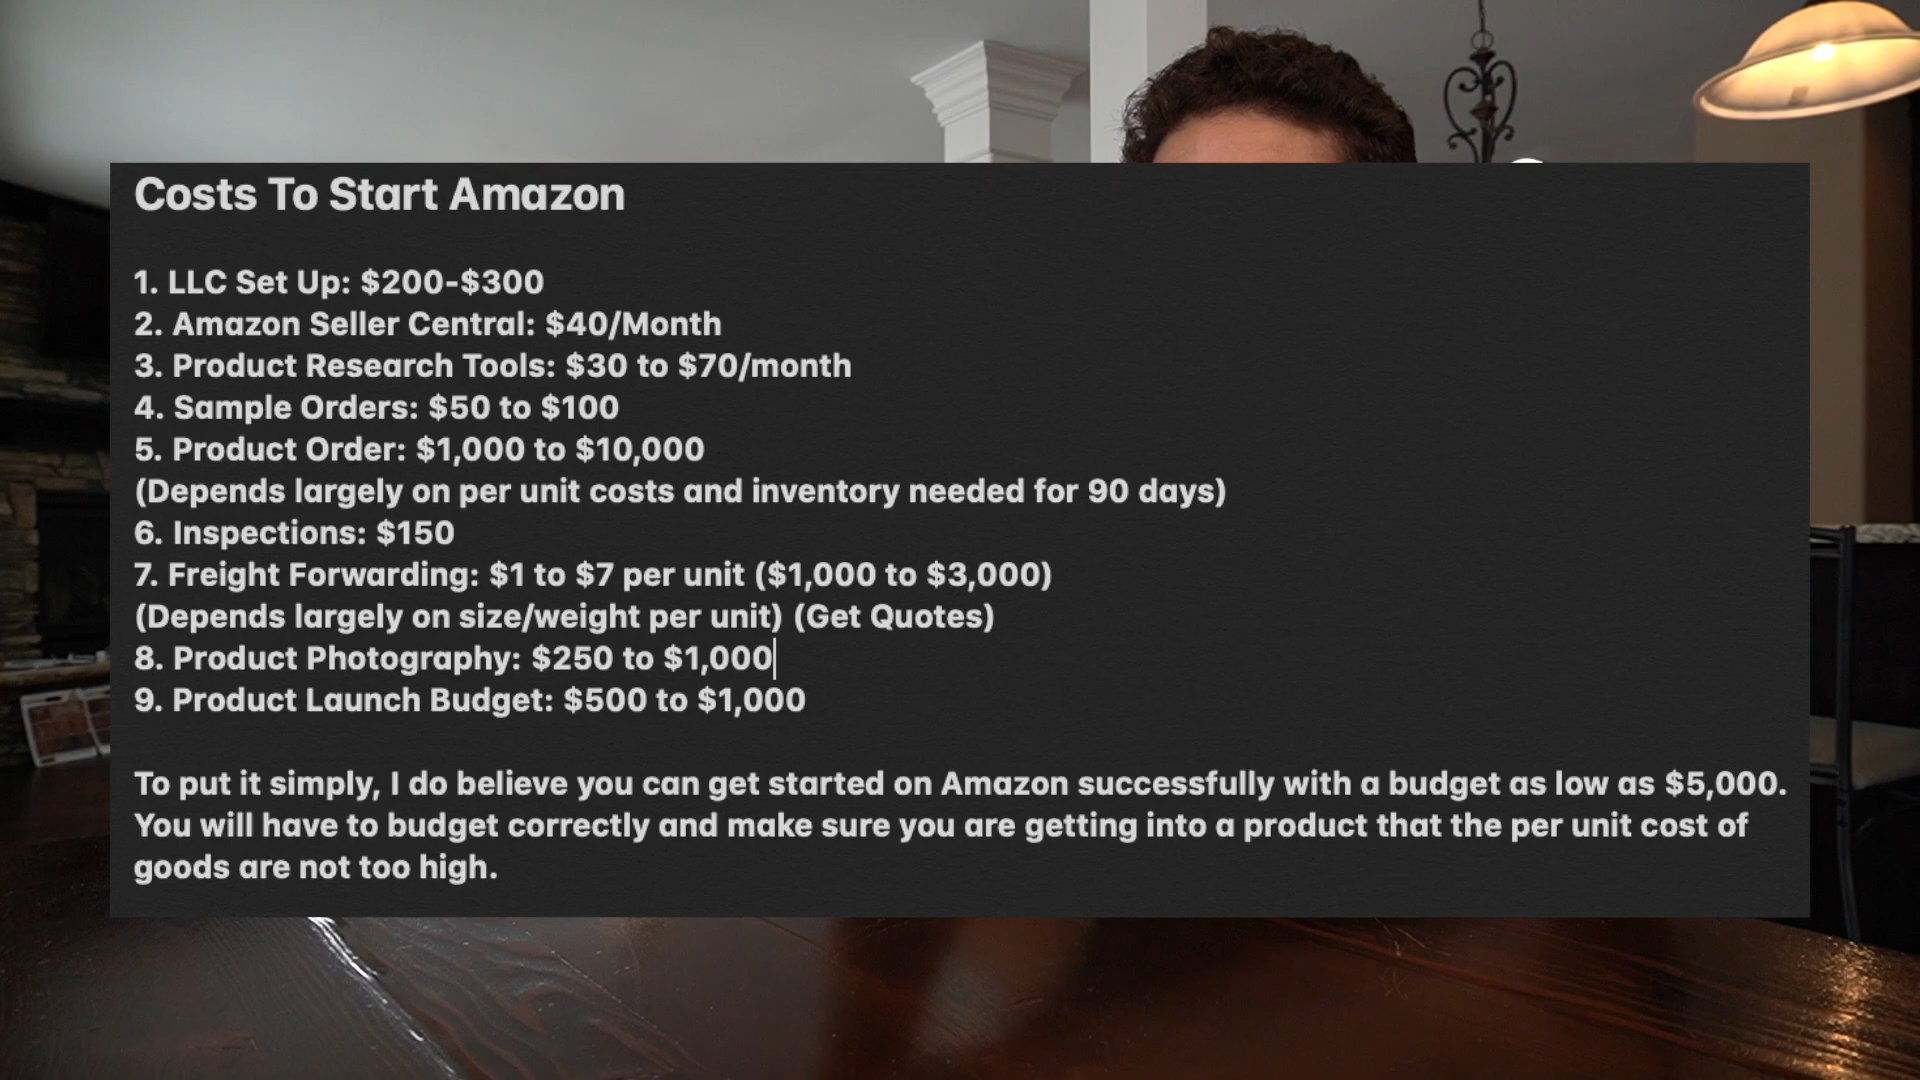 Costs To Start Amazon
1. LLC Set Up: $200-$300
2. Amazon Seller Central: $40/Month
3. Product Research Tools: $30 to $70/month
4. Sample Orders: $50 to $100
5. Product Order: $1,000 to $10,000
(Depends largely on per unit costs and inventory needed for 90 days)
6. Inspections: $150
7. Freight Forwarding: $1 to $7 per unit ($1,000 to $3,000)
(Depends largely on size/weight per unit) (Get Quotes)
8. Product Photography: $250 to $1,000
9. Product Launch Budget: $500 to $1,000
To put it simply, I do believe you can get started on Amazon successfully with a budget as low as $5,000.
You will have to budget correctly and make sure you are getting into a product that the per unit cost of
goods are not too high.